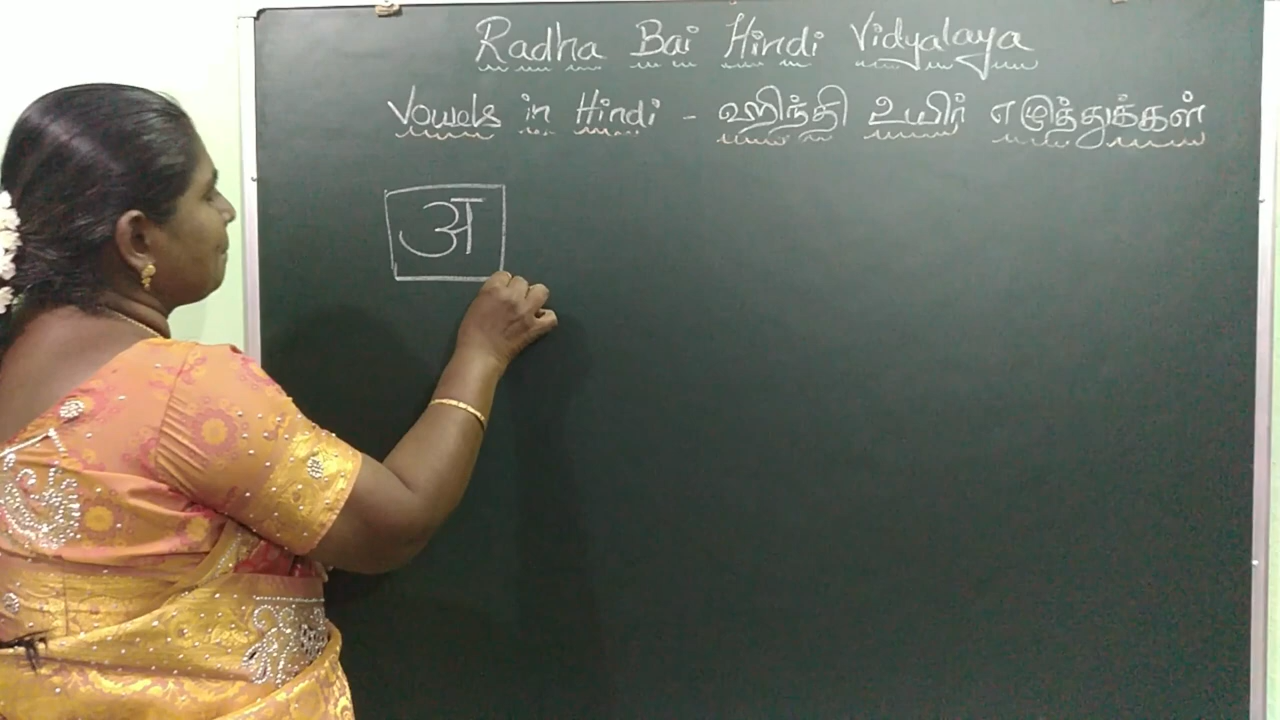 Radha Bai Hindi Vidyalaya
Vowels in Hindi - ஹிந்தி உயிர் எழுத்துக்கள்
अ